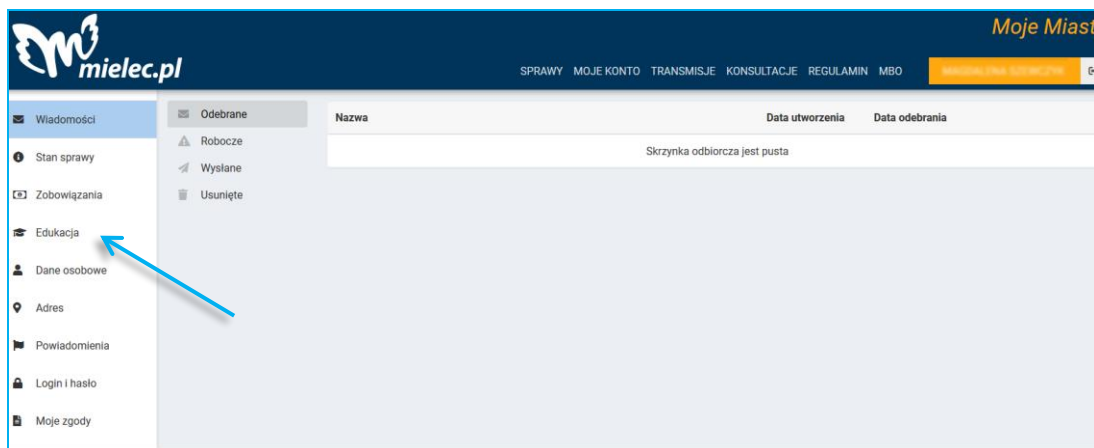 Moje Miast
mielec.pl
SPRAWY MOJE KONTO TRANSMISJE KONSULTACJE REGULAMIN MBO
Wiadomości
Stan sprawy
Zobowiązania
Edukacja
Dane osobowe
Adres
Powiadomienia
Login i hasło
Moje zgody
Odebrane
Robocze
Wysłane
Usunięte
Nazwa Data utworzenia Data odebrania
Skrzynka odbiorcza jest pusta